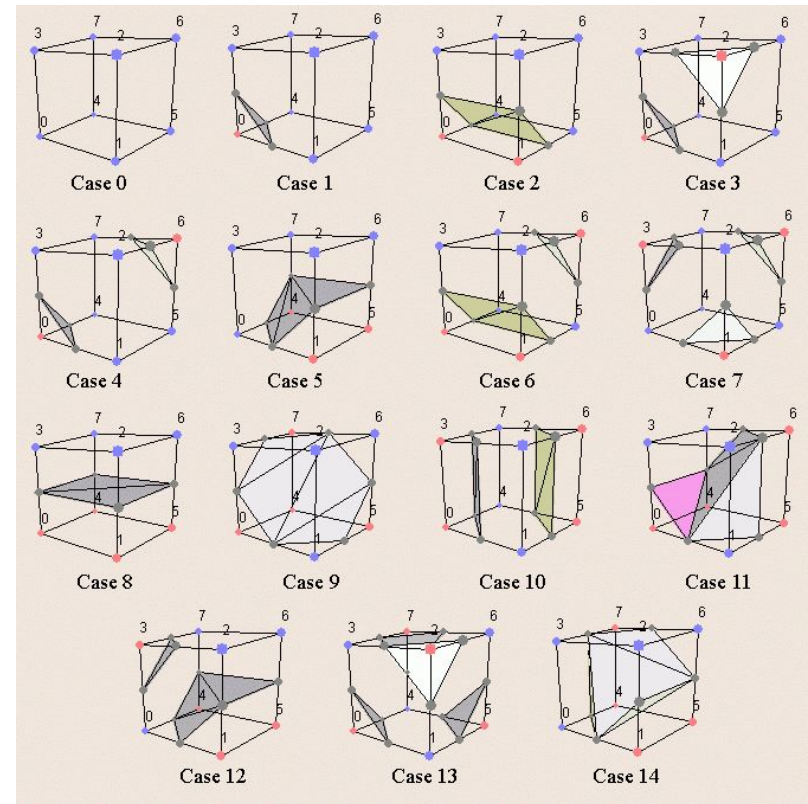 3 7 2 6
0 4 1 5
Case 0
3 7 2 6
0 4 1 5
Case 1
3 7 2 6
0 4 1 5
Case 2
3 7 2 6
0 4 1 5
Case 3
3 7 2 6
0 4 1 5
Case 4
3 7 2 6
0 4 1 5
Case 5
3 7 2 6
0 4 1 5
Case 6
3 7 2 6
0 4 1 5
Case 7
3 7 2 6
0 4 1 5
Case 8
3 7 2 6
0 4 1 5
Case 9
3 7 2 6
0 4 1 5
Case 10
3 7 2 6
0 4 1 5
Case 11
3 7 2 6
0 4 1 5
Case 12
3 7 2 6
0 4 1 5
Case 13
3 7 2 6
0 4 1 5
Case 14